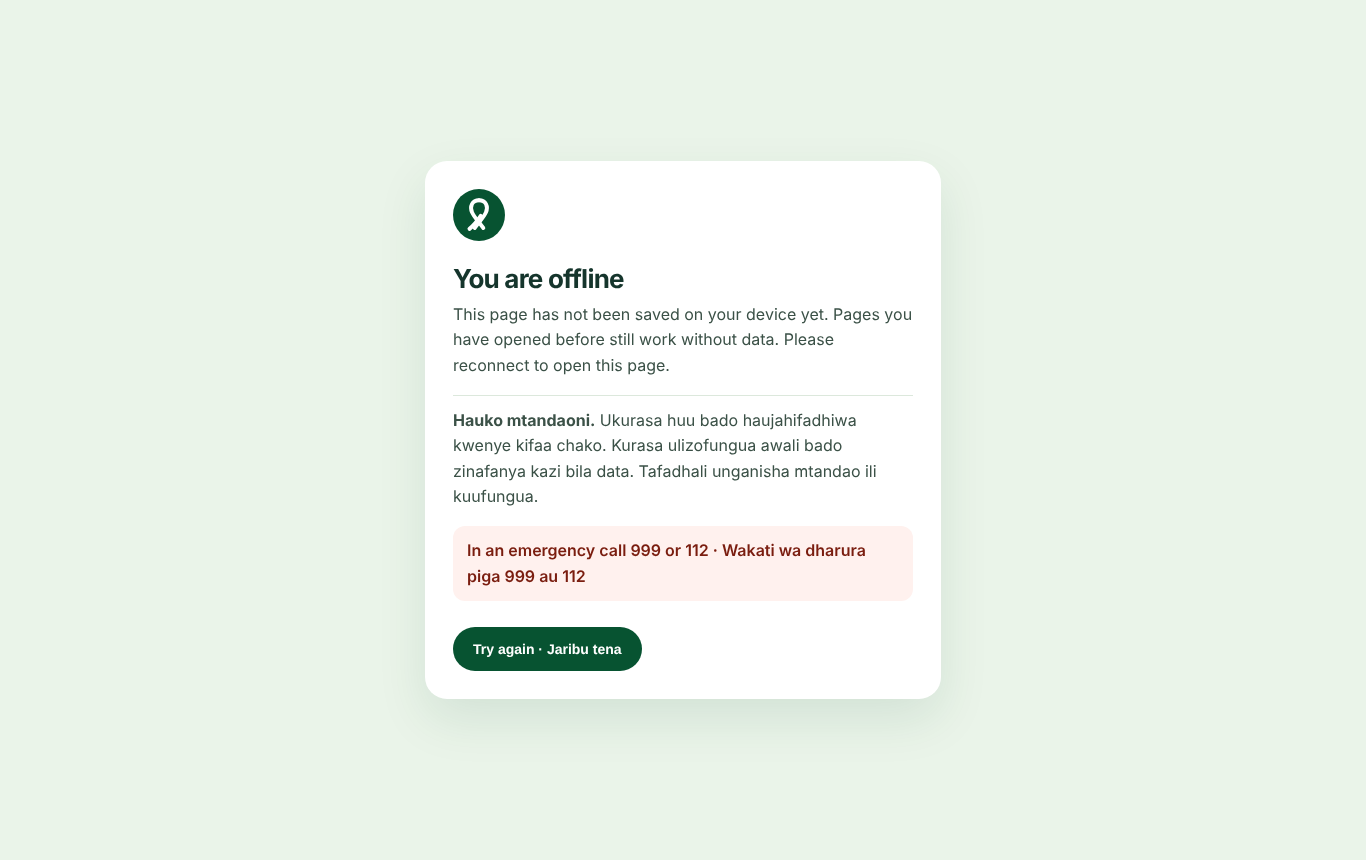 You are offline
This page has not been saved on your device yet. Pages you
have opened before still work without data. Please
reconnect to open this page.
Hauko mtandaoni. Ukurasa huu bado haujahifadhiwa
kwenye kifaa chako. Kurasa ulizofungua awali bado
zinafanya kazi bila data. Tafadhali unganisha mtandao ili
kuufungua.
In an emergency call 999 or 112 · Wakati wa dharura
piga 999 au 112
Try again · Jaribu tena